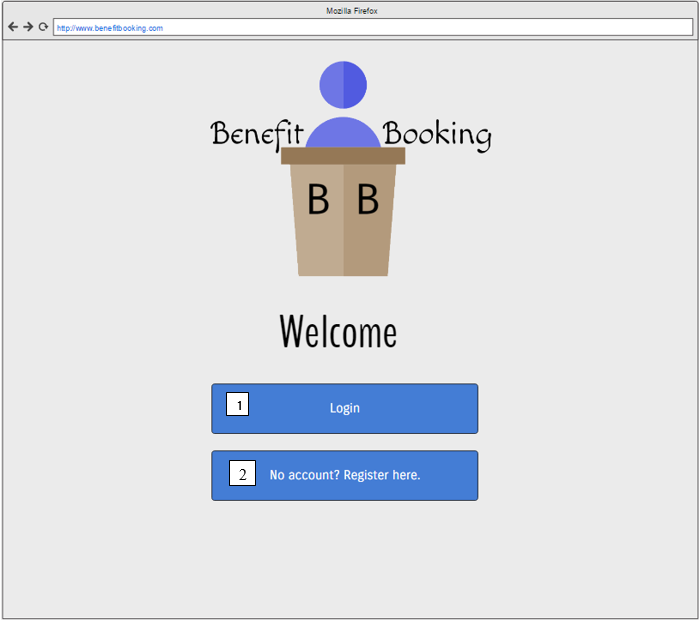 Mozilla Firefox
http://www.benefitbooking.com
Benefit Booking
B B
Welcome
1 Login
2 No account? Register here.